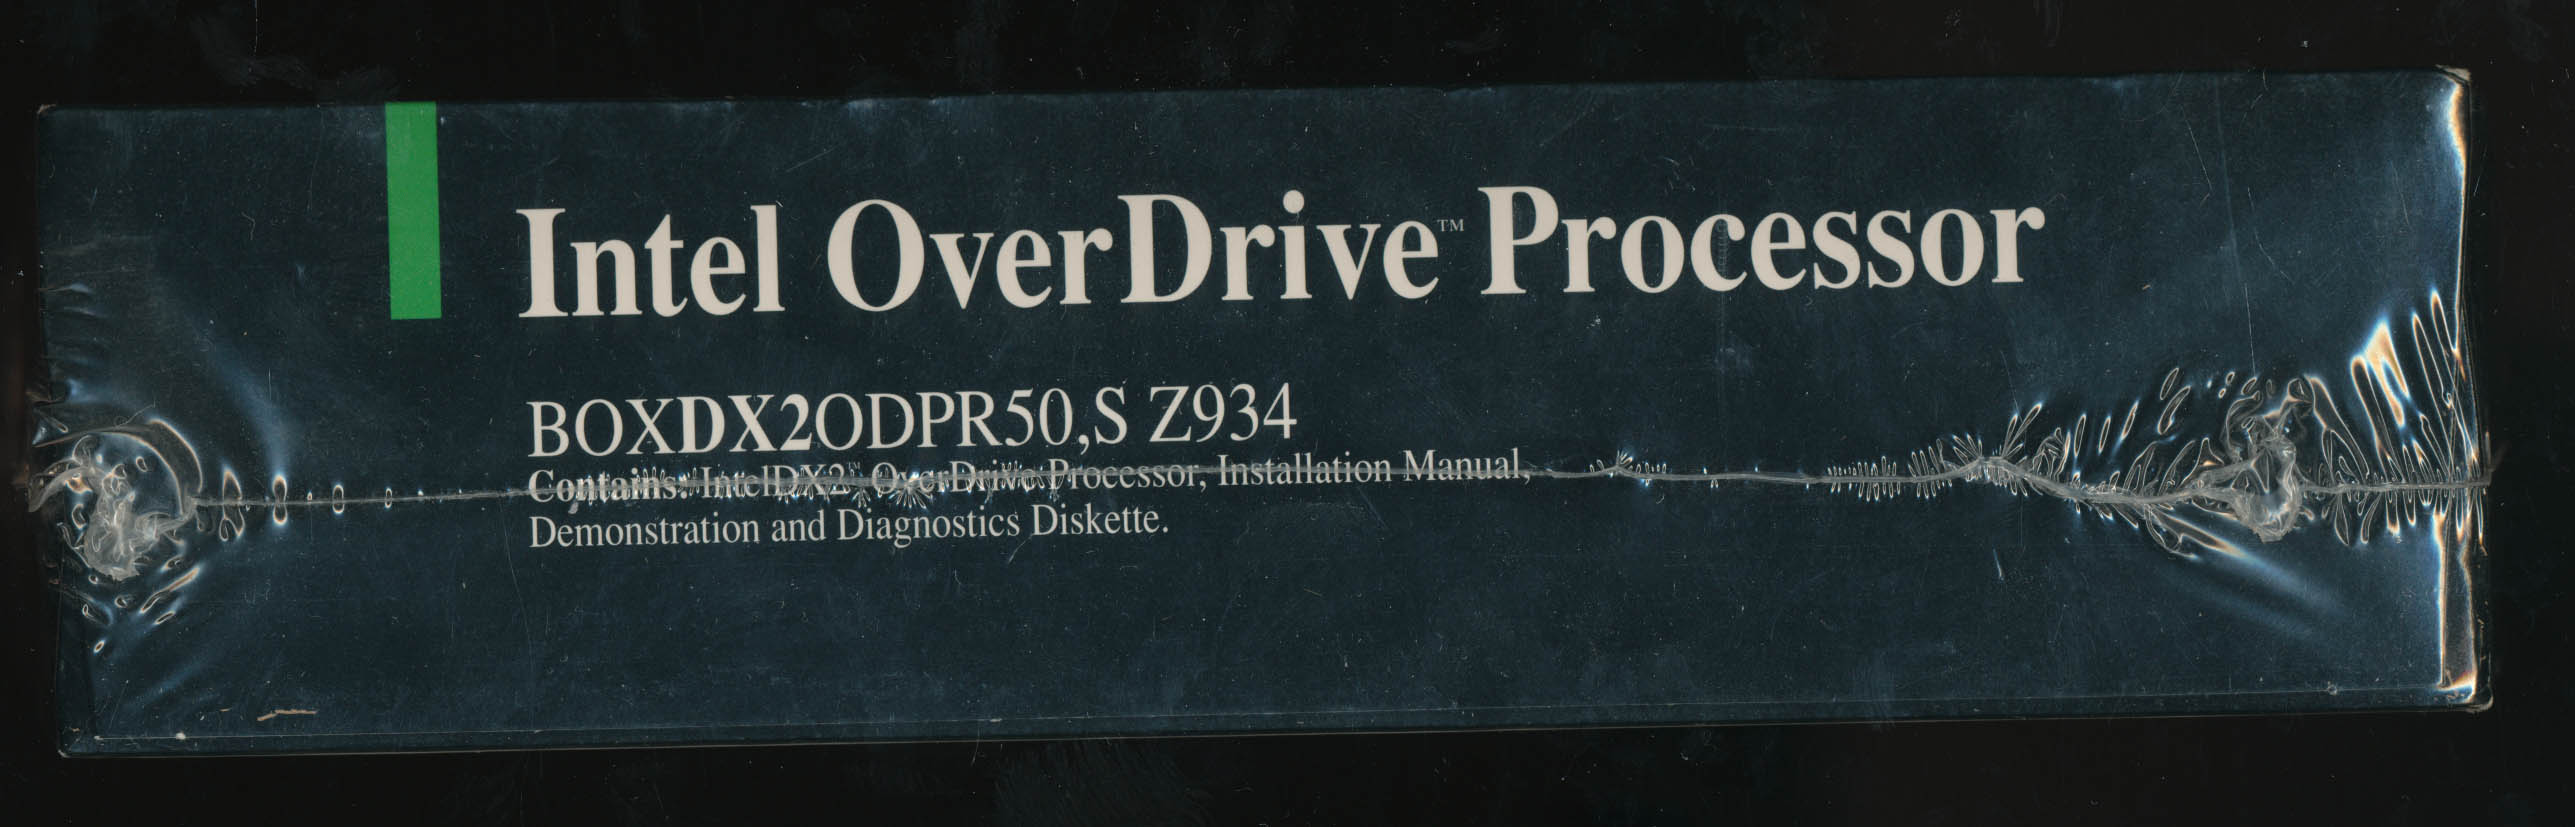 Intel OverDrive™ Processor
BOXDX2ODPR50,S Z934
Contains: IntelDX2™ OverDrive Processor, Installation Manual,
Demonstration and Diagnostics Diskette.